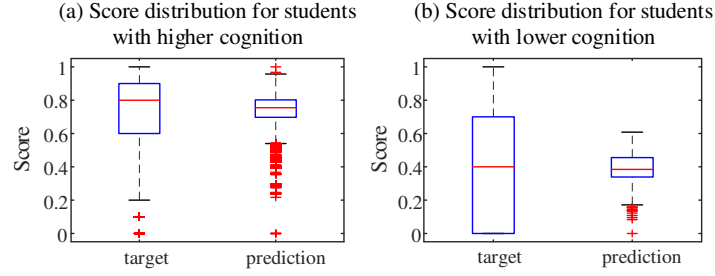 (a) Score distribution for students
with higher cognition
1
0.8
0.6
0.4
0.2
0
Score
target
prediction
(b) Score distribution for students
with lower cognition
1
0.8
0.6
0.4
0.2
0
Score
target
prediction